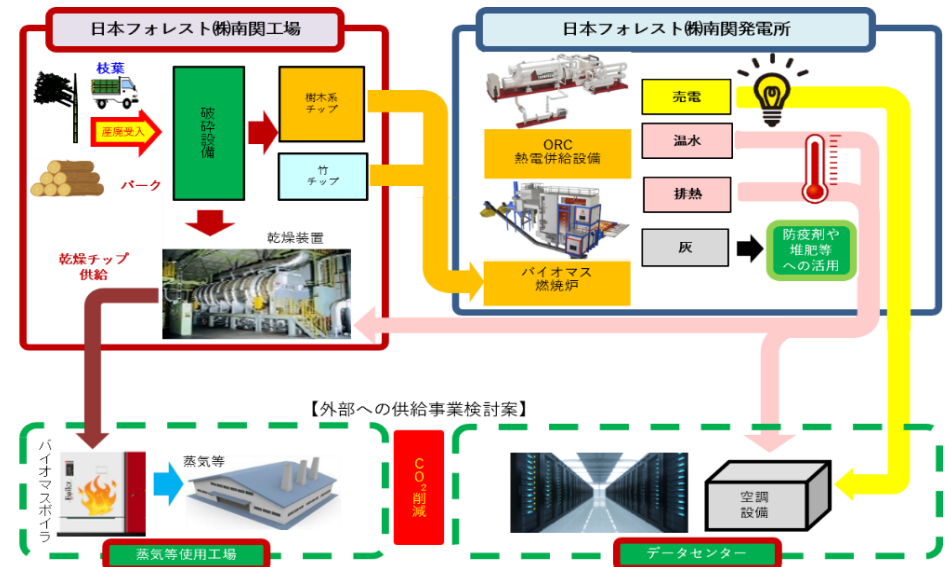 日本フォレスト㈱南関工場
枝葉
産廃受入
バーク
破砕設備
樹木系
チップ
竹
チップ
乾燥装置
乾燥チップ
供給
日本フォレスト㈱南関発電所
ORC
熱電併給設備
バイオマス
燃焼炉
売電
温水
排熱
灰
防疫剤や
堆肥等
への活用
【外部への供給事業検討案】
バイオマスボイラ
蒸気等
蒸気等使用工場
CO₂削減
空調
設備
データセンター